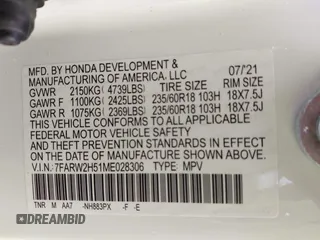 MFD. BY HONDA DEVELOPMENT &
MANUFACTURING OF AMERICA, LLC 07/'21
GVWR 2150KG (4739LBS) TIRE SIZE RIM SIZE
GAWR F 1100KG (2425LBS) 235/60R18 103H 18X7.5J
GAWR R 1075KG (2369LBS) 235/60R18 103H 18X7.5J
THIS VEHICLE CONFORMS TO ALL APPLICABLE
FEDERAL MOTOR VEHICLE SAFETY AND
THEFT PREVENTION STANDARDS IN EFFECT ON
THE DATE OF MANUFACTURE SHOWN ABOVE.
V.I.N.: 7FARW2H51ME028306 TYPE: MPV
TNR M AA7 -NH883PX -F -E
© DIDIEVERCRASH